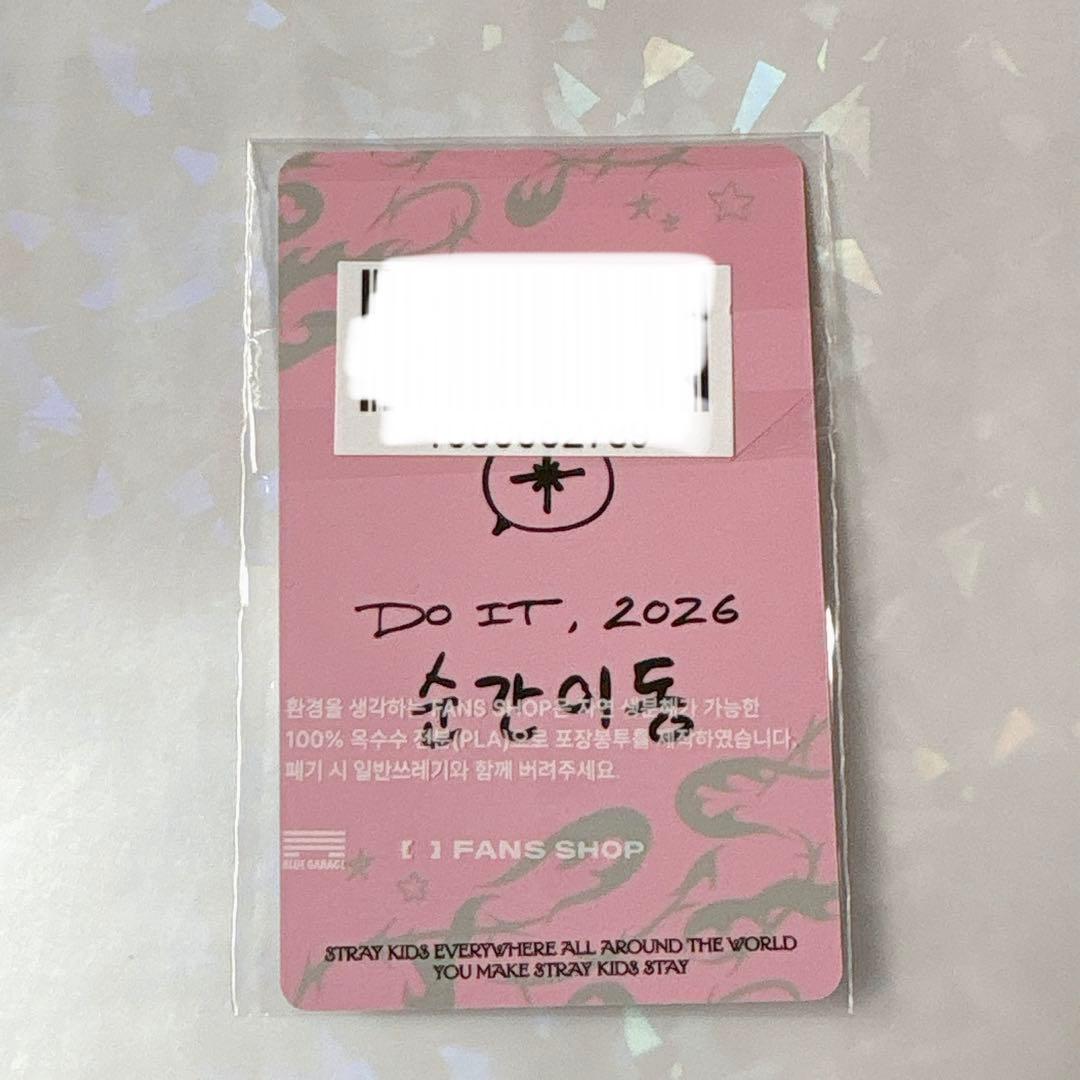 DO IT, 2026
순간이동
환경을 생각하는 FANS SHOP은 자연 생분해가 가능한
100% 옥수수 전분(PLA)으로 포장봉투를 제작하였습니다.
폐기 시 일반쓰레기와 함께 버려주세요.
BLUE GARAGE
[ ] FANS SHOP
STRAY KIDS EVERYWHERE ALL AROUND THE WORLD
YOU MAKE STRAY KIDS STAY